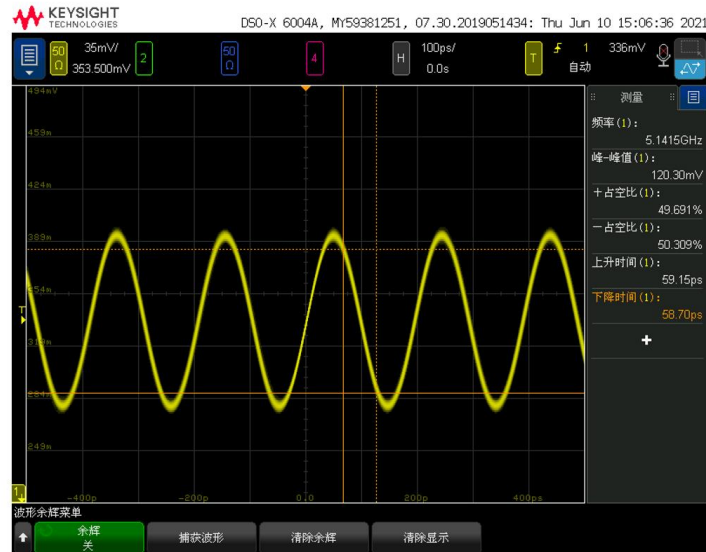 KEYSIGHT
TECHNOLOGIES
DSO-X 6004A, MY59381251, 07.30.2019051434: Thu Jun 10 15:06:36 2021
50Ω 35mV/ 353.500mV
2
50Ω
4
H 100ps/ 0.0s
T 1 336mV 自动
测量
494mV
459m
424m
389m
354m
319m
284m
249m
T
1
-400p -200p 0.0 200p 400ps
频率(1):
5.1415GHz
峰-峰值(1):
120.30mV
+占空比(1):
49.691%
-占空比(1):
50.309%
上升时间(1):
59.15ps
下降时间(1):
58.70ps
波形余辉菜单
余辉
关
捕获波形
清除余辉
清除显示